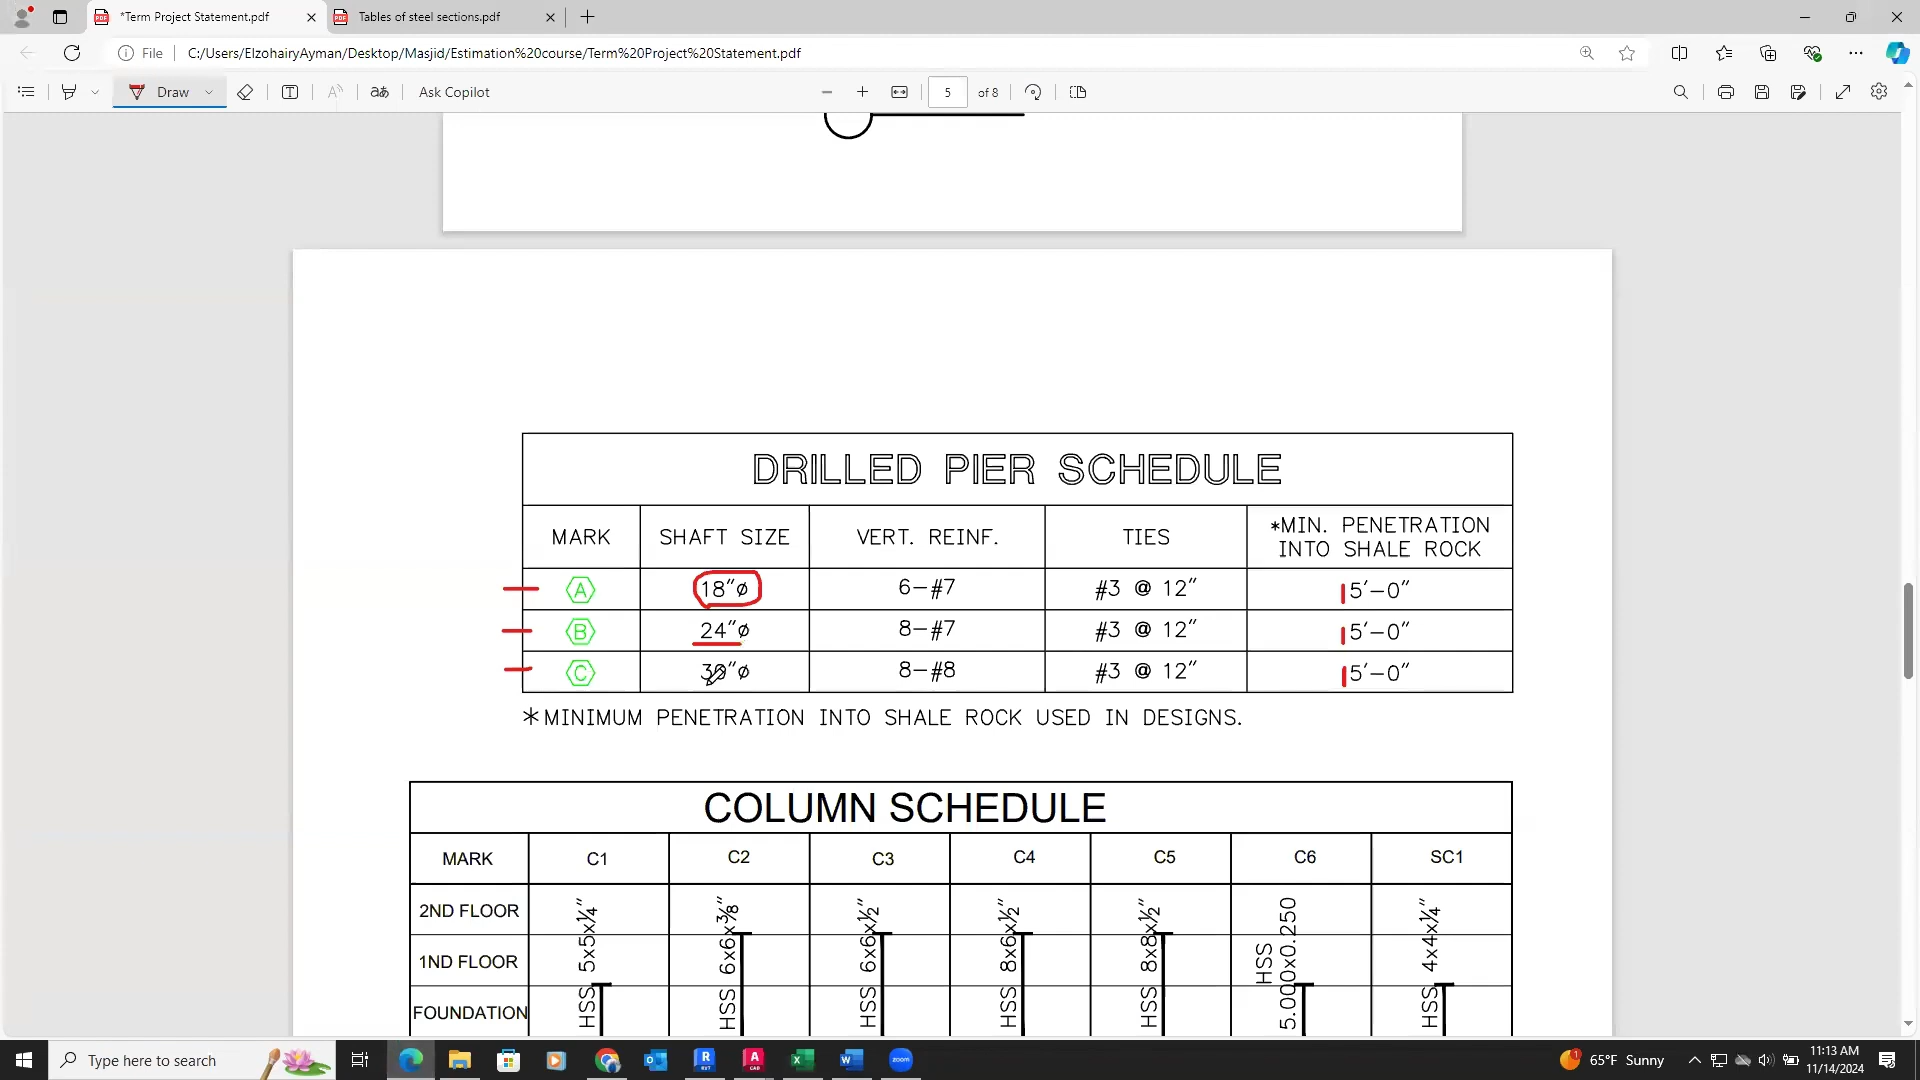 *Term Project Statement.pdf
Tables of steel sections.pdf
File
C:/Users/ElzohairyAyman/Desktop/Masjid/Estimation%20course/Term%20Project%20Statement.pdf
Draw
Ask Copilot
5 of 8
DRILLED PIER SCHEDULE
MARK SHAFT SIZE VERT. REINF. TIES *MIN. PENETRATION INTO SHALE ROCK
A 18"ø 6-#7 #3 @ 12" 15'-0"
B 24"ø 8-#7 #3 @ 12" 15'-0"
C 30"ø 8-#8 #3 @ 12" 15'-0"
*MINIMUM PENETRATION INTO SHALE ROCK USED IN DESIGNS.
COLUMN SCHEDULE
MARK C1 C2 C3 C4 C5 C6 SC1
2ND FLOOR
1ND FLOOR
FOUNDATION
HSS 5x5x¼"
HSS 6x6x⅜"
HSS 6x6x½"
HSS 8x6x½"
HSS 8x8x½"
HSS 5.000x0.250
HSS 4x4x¼"
Type here to search
65°F Sunny
11:13 AM
11/14/2024